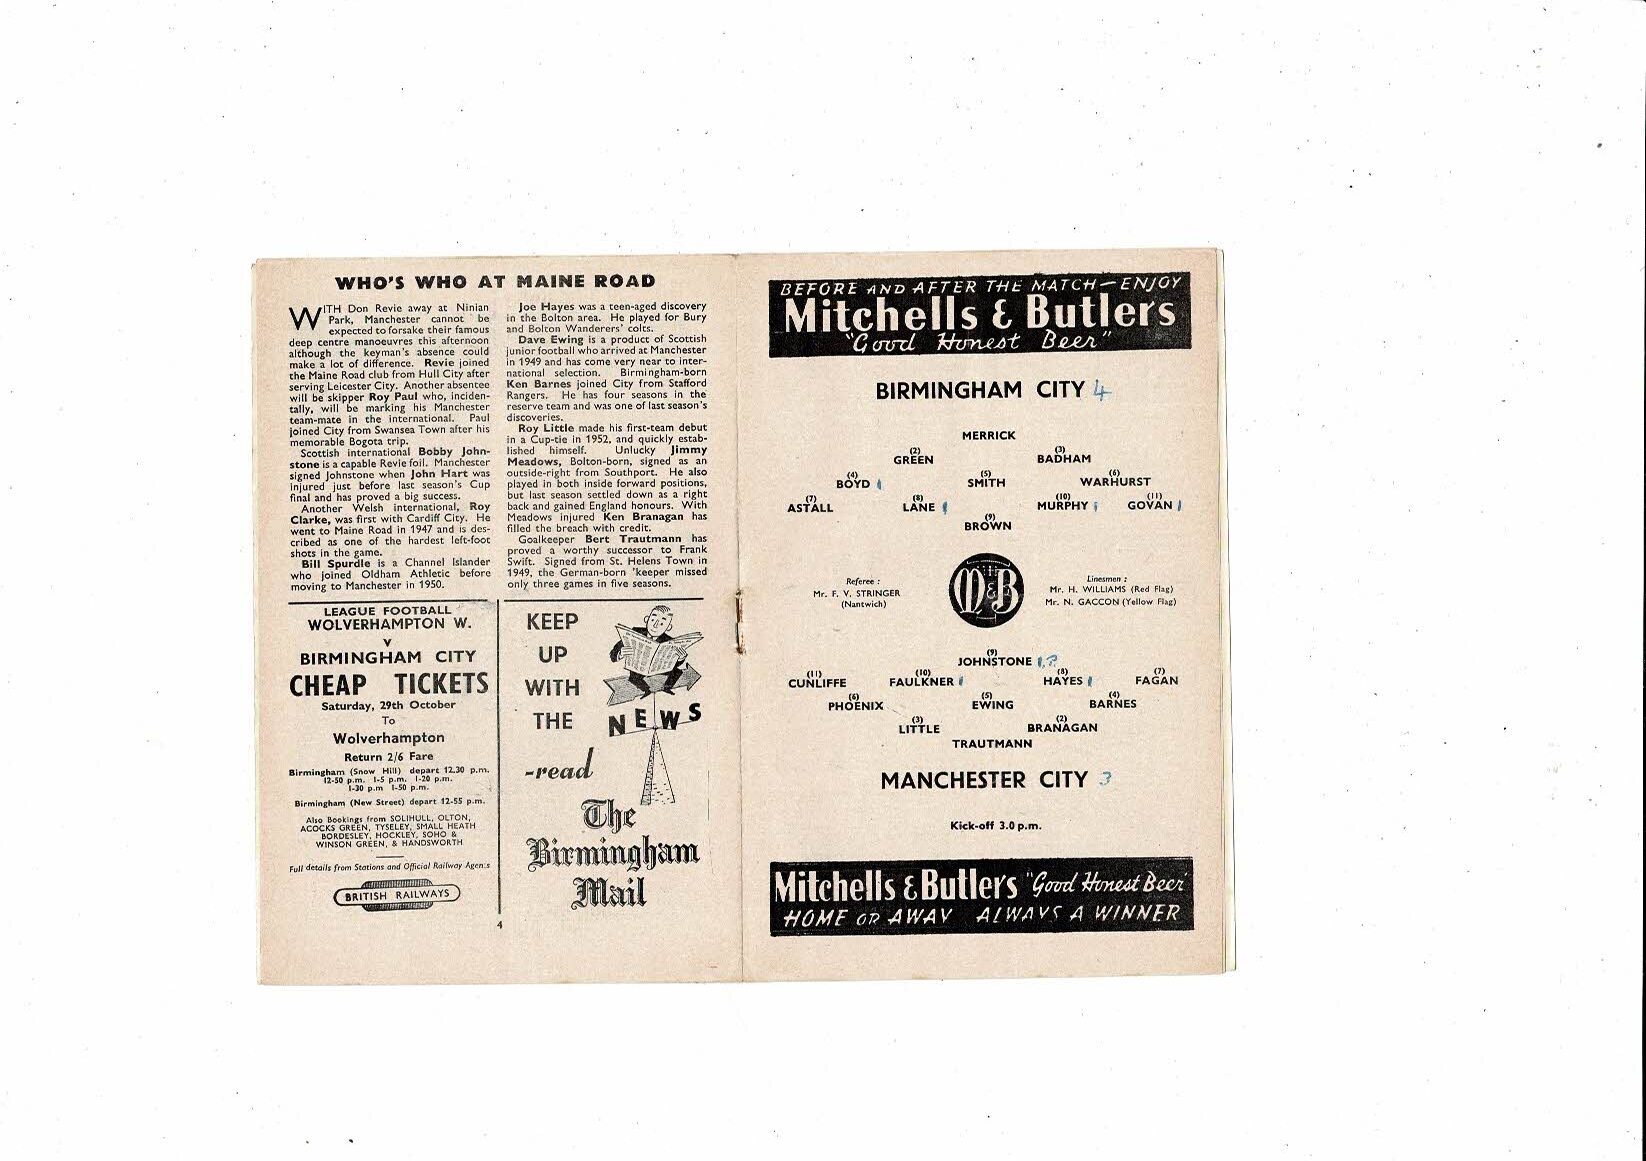 WHO'S WHO AT MAINE ROAD
WITH Don Revie away at Ninian
Park, Manchester cannot be
expected to forsake their famous
deep centre manoeuvres this afternoon
although the keyman's absence could
make a lot of difference. Revie joined
the Maine Road club from Hull City after
serving Leicester City. Another absentee
will be skipper Roy Paul who, inciden-
tally, will be marking his Manchester
team-mate in the international. Paul
joined City from Swansea Town after his
memorable Bogota trip.
Scottish international Bobby John-
stone is a capable Revie foil. Manchester
signed Johnstone when John Hart was
injured just before last season's Cup
final and has proved a big success.
Another Welsh international, Roy
Clarke, was first with Cardiff City. He
went to Maine Road in 1947 and is des-
cribed as one of the hardest left-foot
shots in the game.
Bill Spurdle is a Channel Islander
who joined Oldham Athletic before
moving to Manchester in 1950.
Joe Hayes was a teen-aged discovery
in the Bolton area. He played for Bury
and Bolton Wanderers' colts.
Dave Ewing is a product of Scottish
junior football who arrived at Manchester
in 1949 and has come very near to inter-
national selection. Birmingham-born
Ken Barnes joined City from Stafford
Rangers. He has four seasons in the
reserve team and was one of last season's
discoveries.
Roy Little made his first-team debut
in a Cup-tie in 1952, and quickly estab-
lished himself. Unlucky Jimmy
Meadows, Bolton-born, signed as an
outside-right from Southport. He also
played in both inside forward positions,
but last season settled down as a right
back and gained England honours. With
Meadows injured Ken Branagan has
filled the breach with credit.
Goalkeeper Bert Trautmann has
proved a worthy successor to Frank
Swift. Signed from St. Helens Town in
1949, the German-born 'keeper missed
only three games in five seasons.
LEAGUE FOOTBALL
WOLVERHAMPTON W.
v
BIRMINGHAM CITY
CHEAP TICKETS
Saturday, 29th October
To
Wolverhampton
Return 2/6 Fare
Birmingham (Snow Hill) depart 12.30 p.m.
12-50 p.m. 1-5 p.m. 1-20 p.m.
1-30 p.m 1-50 p.m.
Birmingham (New Street) depart 12-55 p.m.
Also Bookings from SOLIHULL, OLTON,
ACOCKS GREEN, TYSELEY, SMALL HEATH
BORDESLEY, HOCKLEY, SOHO &
WINSON GREEN, & HANDSWORTH
Full details from Stations and Official Railway Agents
BRITISH RAILWAYS
KEEP
UP
WITH
THE
NEWS
-read
The
Birmingham
Mail
4
BEFORE AND AFTER THE MATCH—ENJOY
Mitchells & Butlers
"Good Honest Beer"
BIRMINGHAM CITY 4
MERRICK
(2) (3)
GREEN BADHAM
(4) (5) (6)
BOYD 1 SMITH WARHURST
(7) (8) (10) (11)
ASTALL LANE 1 MURPHY 1 GOVAN 1
(9)
BROWN
Referee :
Mr. F. V. STRINGER
(Nantwich)
M&B
Linesmen :
Mr. H. WILLIAMS (Red Flag)
Mr. N. GACCON (Yellow Flag)
(9)
JOHNSTONE 1,?
(11) (10) (8) (7)
CUNLIFFE FAULKNER 1 HAYES 1 FAGAN
(6) (5) (4)
PHOENIX EWING BARNES
(3) (2)
LITTLE BRANAGAN
TRAUTMANN
MANCHESTER CITY 3
Kick-off 3.0 p.m.
Mitchells & Butlers "Good Honest Beer"
HOME OR AWAY ALWAYS A WINNER